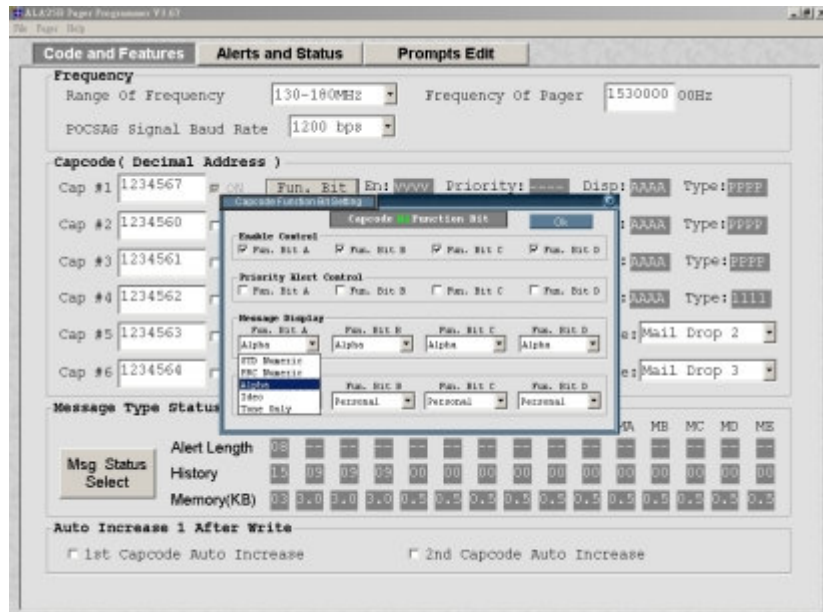 ALA25B Pager Programmer V1.63
File Pager Help
Code and Features Alerts and Status Prompts Edit
Frequency
Range Of Frequency 130-180MHz Frequency Of Pager 1530000 00Hz
POCSAG Signal Baud Rate 1200 bps
Capcode( Decimal Address )
Cap #1 1234567 ON Fun. Bit En: VVVV Priority: ---- Disp: AAAA Type: PPPP
Cap #2 1234560 : AAAA Type: PPPP
Cap #3 1234561 : AAAA Type: PPPP
Cap #4 1234562 : AAAA Type: 1111
Cap #5 1234563 e: Mail Drop 2
Cap #6 1234564 e: Mail Drop 3
Capcode Function Bit Setting
Capcode Function Bit Ok
Enable Control
Fun. Bit A Fun. Bit B Fun. Bit C Fun. Bit D
Priority Alert Control
Fun. Bit A Fun. Bit B Fun. Bit C Fun. Bit D
Message Display
Fun. Bit A Fun. Bit B Fun. Bit C Fun. Bit D
Alpha Alpha Alpha Alpha
STD Numeric
Numeric
Alpha
Ideo
Tone Only
Fun. Bit B Fun. Bit C Fun. Bit D
Personal Personal Personal
Message Type Status
MA MB MC MD ME
Msg Status Select
Alert Length 08 -- -- -- -- -- -- -- -- -- -- -- --
History 15 09 09 09 00 00 00 00 00 00 00 00 00
Memory(KB) 03 3.0 3.0 3.0 0.5 0.5 0.5 0.5 0.5 0.5 0.5 0.5 0.5
Auto Increase 1 After Write
1st Capcode Auto Increase 2nd Capcode Auto Increase